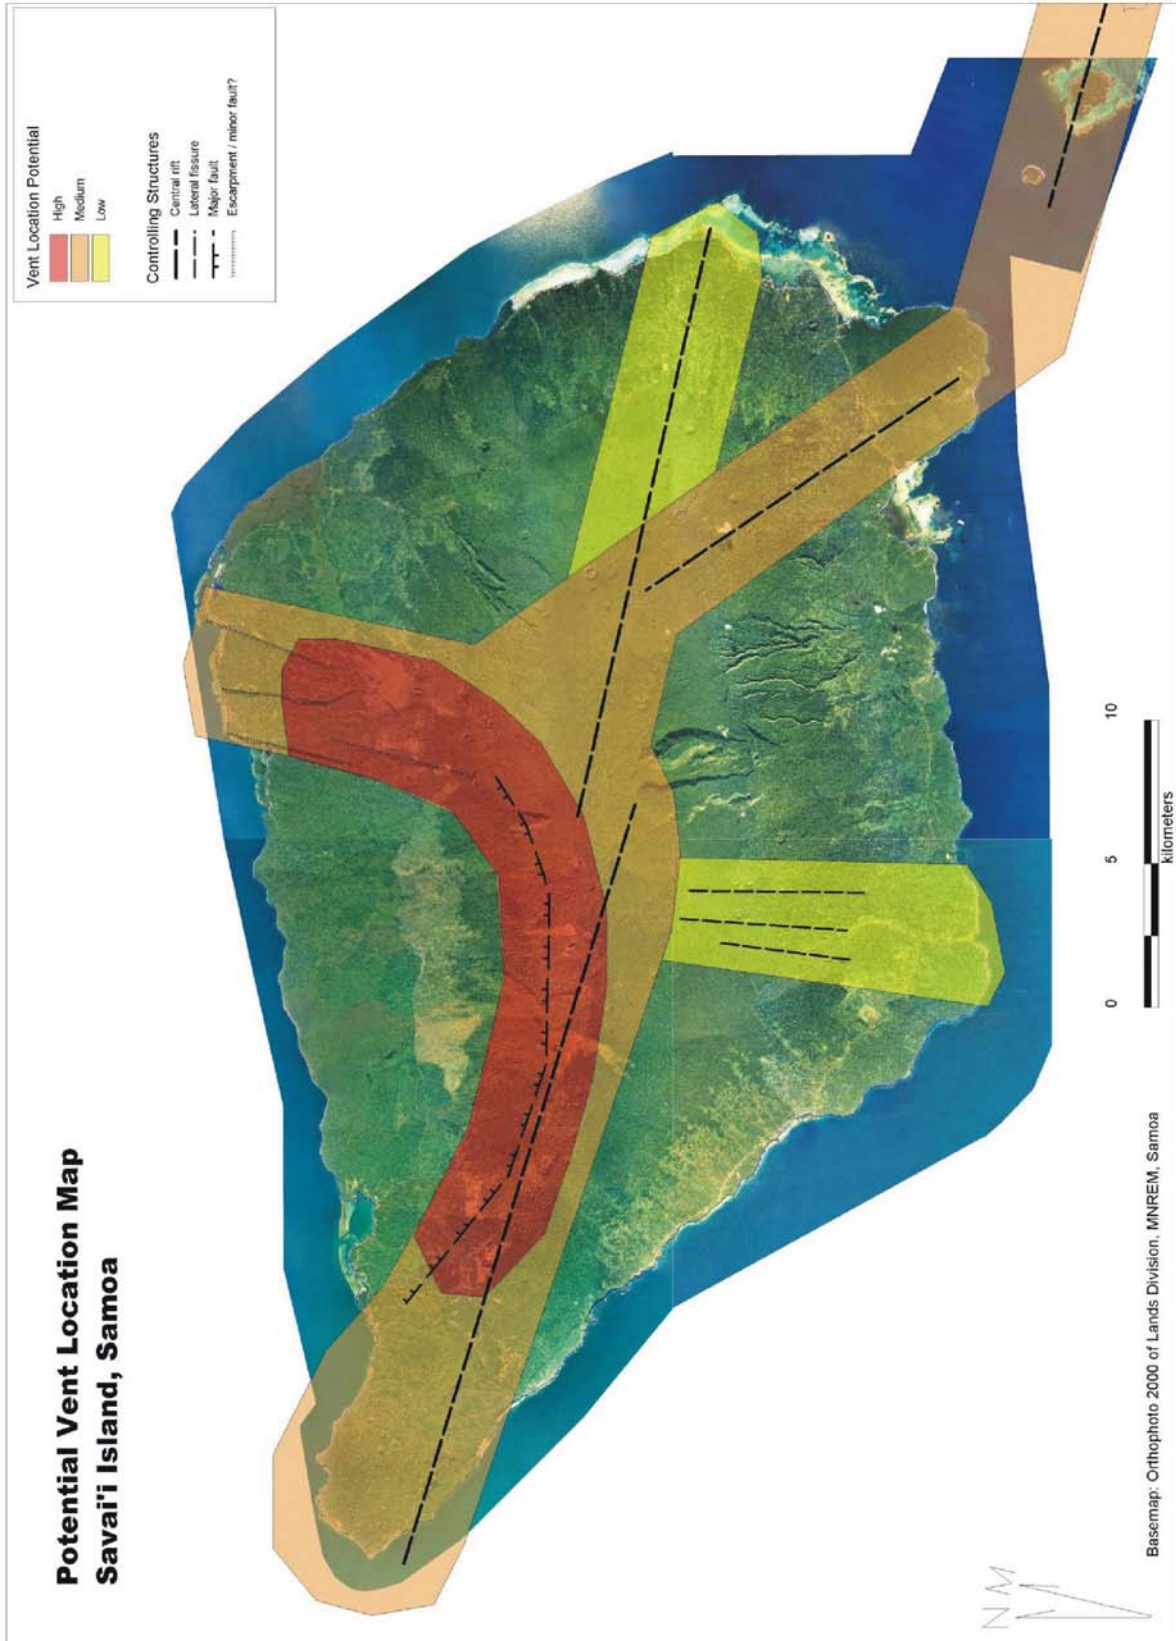 Potential Vent Location Map
Savai'i Island, Samoa
Vent Location Potential
High
Medium
Low
Controlling Structures
Central rift
Lateral fissure
Major fault
Escarpment / minor fault?
0
5
10
kilometers
N M
Basemap: Orthophoto 2000 of Lands Division, MNREM, Samoa